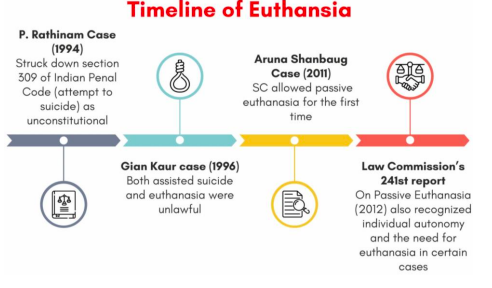 Timeline of Euthansia
P. Rathinam Case
(1994)
Struck down section
309 of Indian Penal
Code (attempt to
suicide) as
unconstitutional
Gian Kaur case (1996)
Both assisted suicide
and euthanasia were
unlawful
Aruna Shanbaug
Case (2011)
SC allowed passive
euthanasia for the first
time
Law Commission's
241st report
On Passive Euthanasia
(2012) also recognized
individual autonomy
and the need for
euthanasia in certain
cases